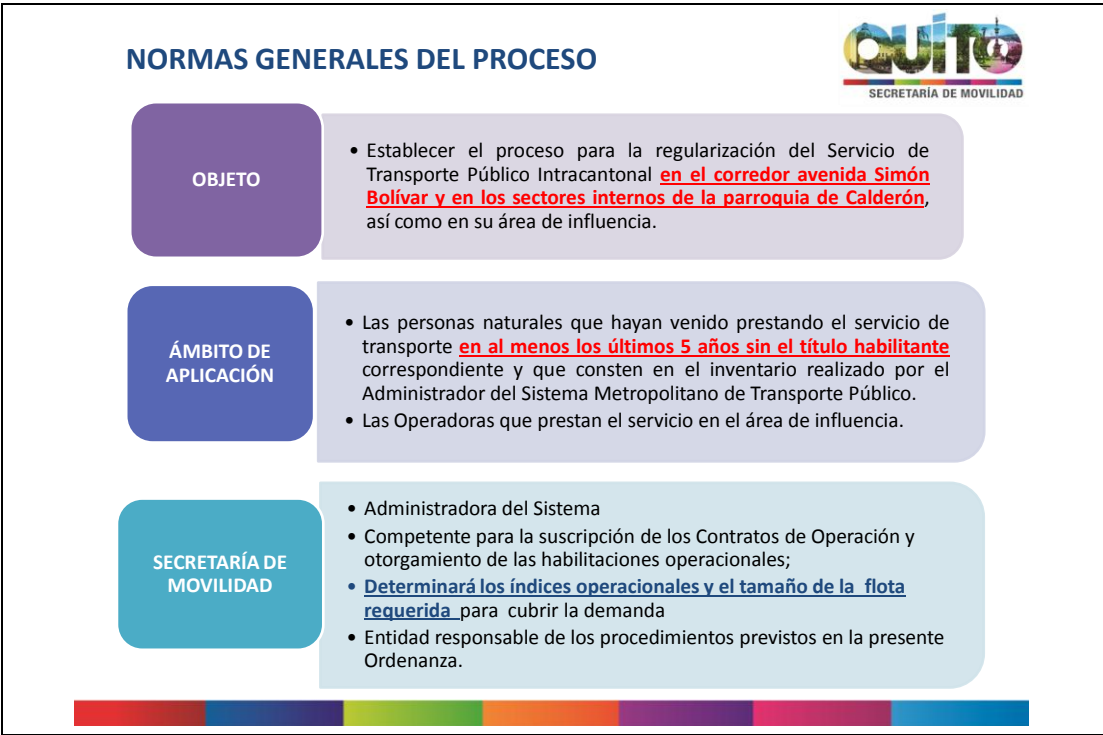 NORMAS GENERALES DEL PROCESO
QUITO
SECRETARÍA DE MOVILIDAD
OBJETO
• Establecer el proceso para la regularización del Servicio de
Transporte Público Intracantonal en el corredor avenida Simón
Bolívar y en los sectores internos de la parroquia de Calderón,
así como en su área de influencia.
ÁMBITO DE
APLICACIÓN
• Las personas naturales que hayan venido prestando el servicio de
transporte en al menos los últimos 5 años sin el título habilitante
correspondiente y que consten en el inventario realizado por el
Administrador del Sistema Metropolitano de Transporte Público.
• Las Operadoras que prestan el servicio en el área de influencia.
SECRETARÍA DE
MOVILIDAD
• Administradora del Sistema
• Competente para la suscripción de los Contratos de Operación y
otorgamiento de las habilitaciones operacionales;
• Determinará los índices operacionales y el tamaño de la flota
requerida para cubrir la demanda
• Entidad responsable de los procedimientos previstos en la presente
Ordenanza.